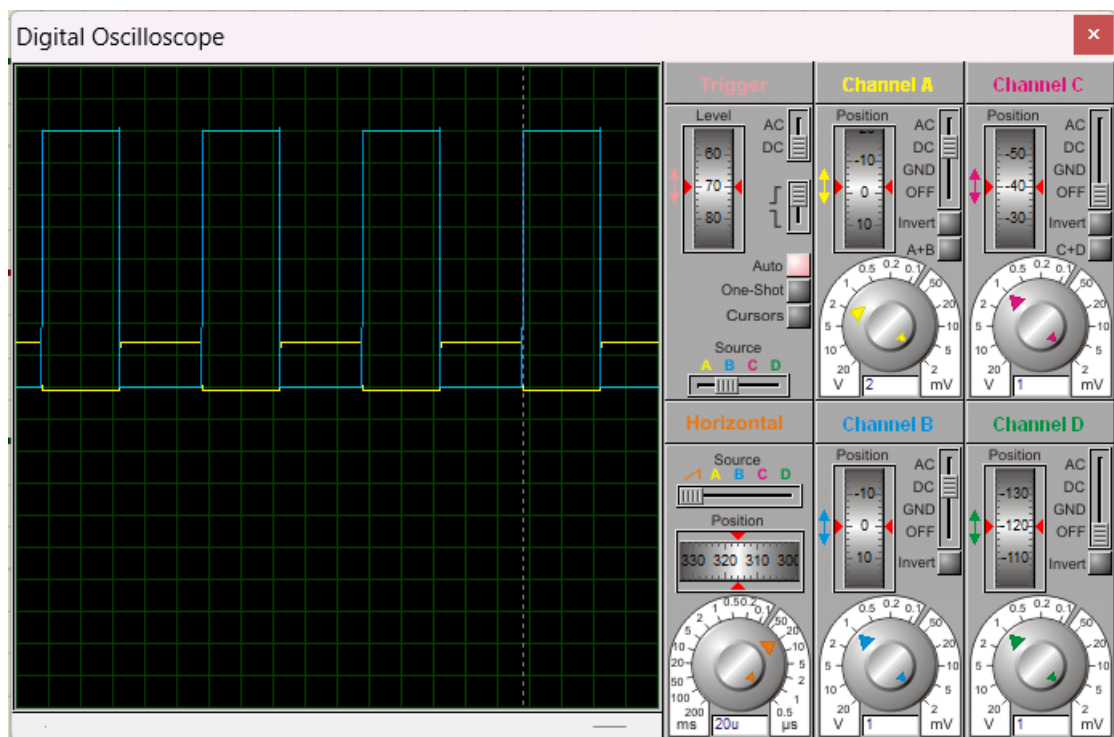 Digital Oscilloscope
Trigger
Level
60
70
80
AC
DC
Auto
One-Shot
Cursors
Source
A B C D
Channel A
Position
20
-10
0
10
AC
DC
GND
OFF
Invert
A+B
20 10 5 2 1 0.5 0.2 0.1 50 20 10 5 2
V
2
mV
Channel C
Position
-50
-40
-30
AC
DC
GND
OFF
Invert
C+D
20 10 5 2 1 0.5 0.2 0.1 50 20 10 5 2
V
1
mV
Horizontal
Source
A B C D
Position
330 320 310 300
200 100 50 20 10 5 2 1 0.5 0.2 0.1 50 20 10 5 2 1 0.5
ms
20u
µs
Channel B
Position
-10
0
10
AC
DC
GND
OFF
Invert
20 10 5 2 1 0.5 0.2 0.1 50 20 10 5 2
V
1
mV
Channel D
Position
-130
-120
-110
AC
DC
GND
OFF
Invert
20 10 5 2 1 0.5 0.2 0.1 50 20 10 5 2
V
1
mV